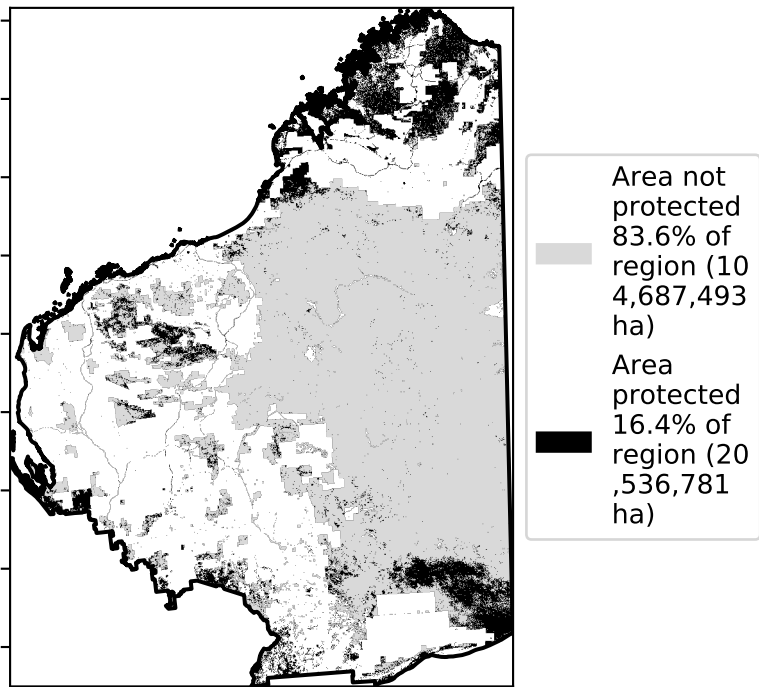 Area not
protected
83.6% of
region (10
4,687,493
ha)
Area
protected
16.4% of
region (20
,536,781
ha)